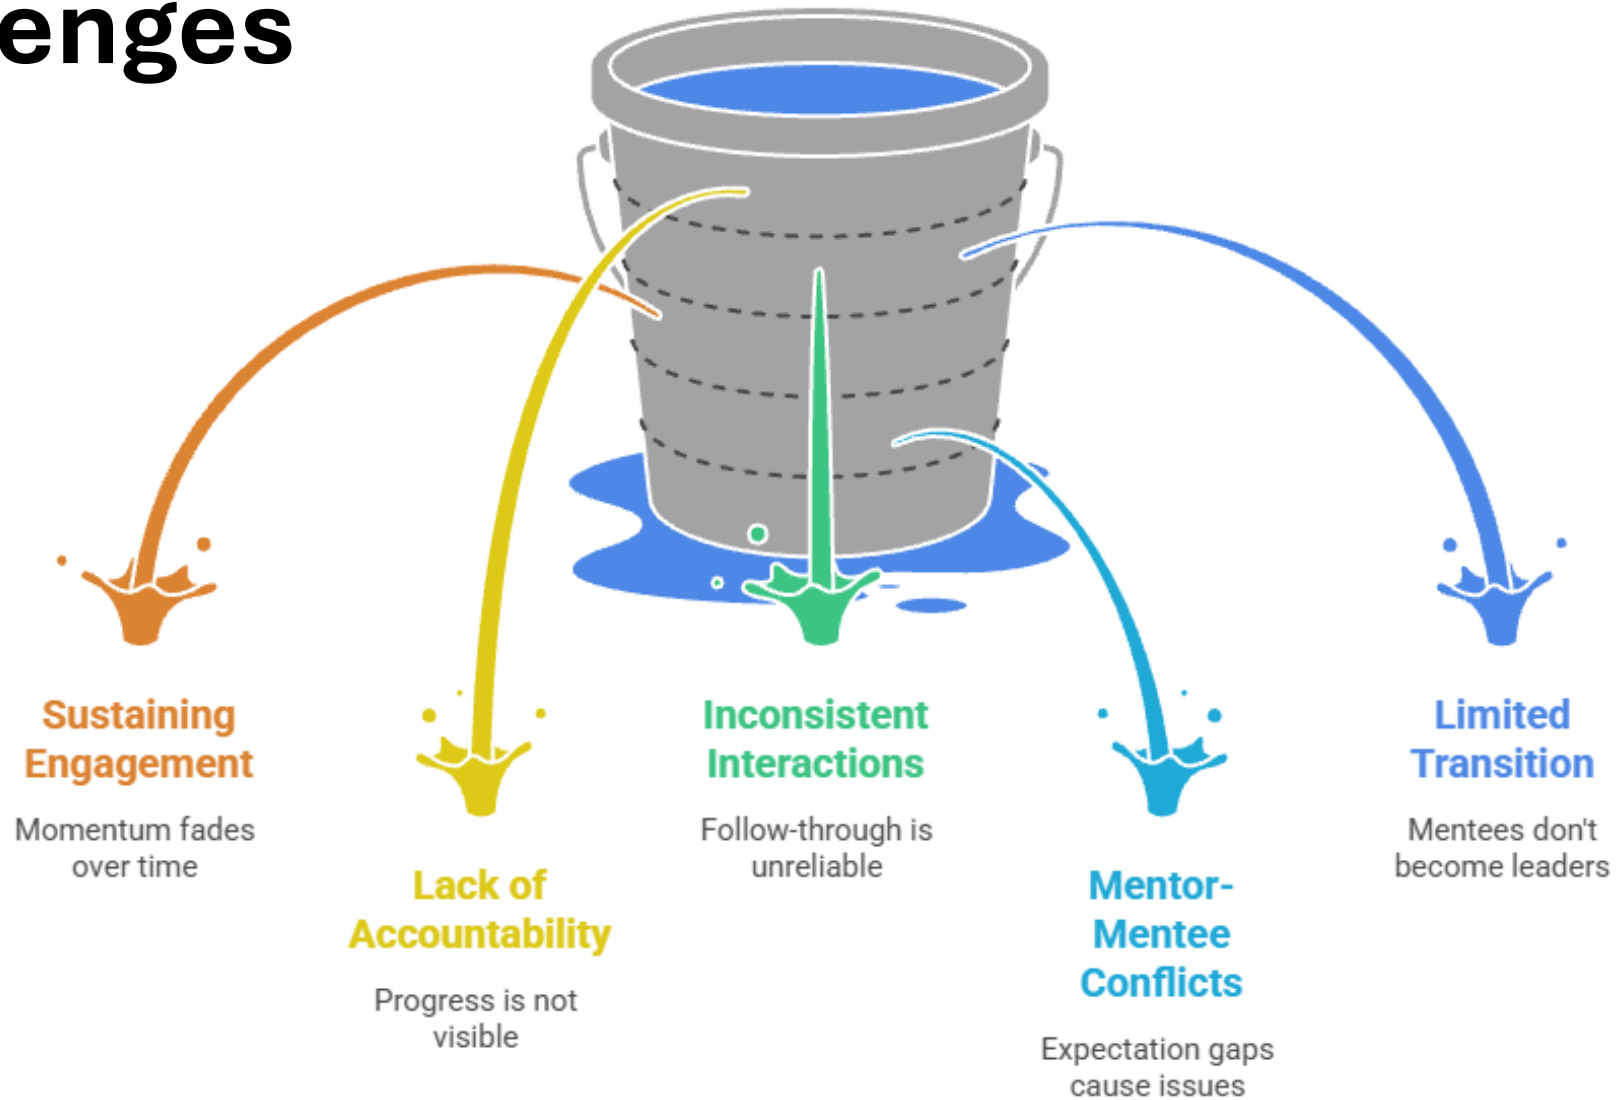 enges
Sustaining
Engagement
Momentum fades
over time
Lack of
Accountability
Progress is not
visible
Inconsistent
Interactions
Follow-through is
unreliable
Mentor-
Mentee
Conflicts
Expectation gaps
cause issues
Limited
Transition
Mentees don't
become leaders